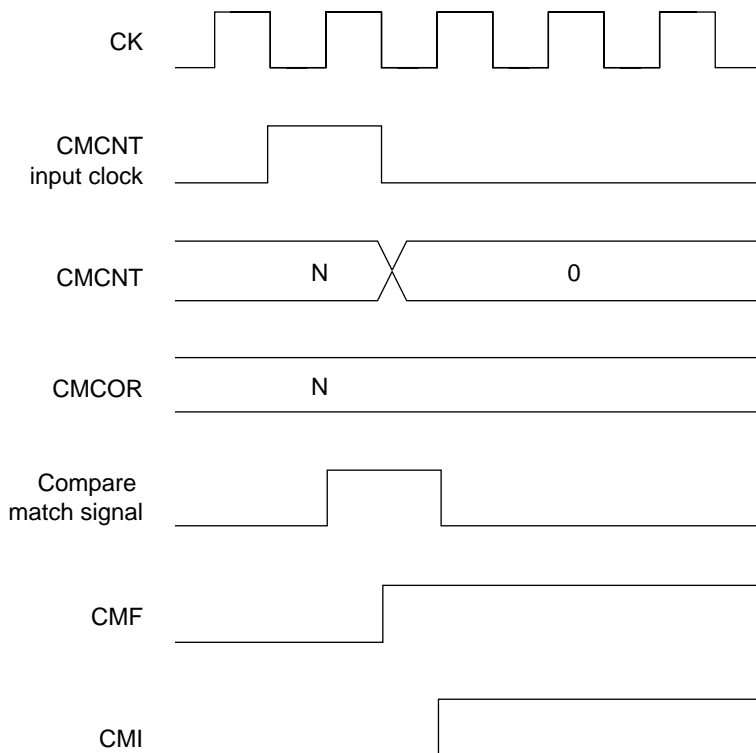 CK
CMCNT
input clock
CMCNT
N
0
CMCOR
N
Compare
match signal
CMF
CMI